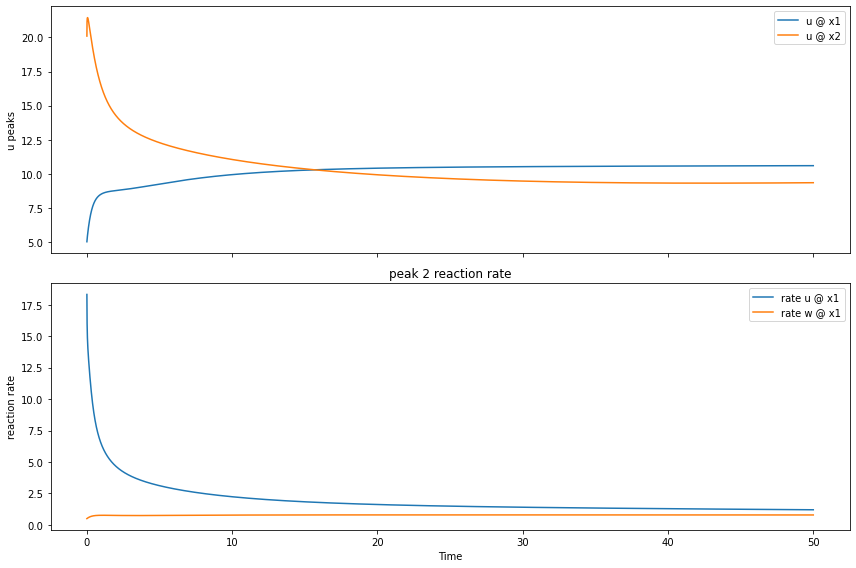 u @ x1
u @ x2
20.0
17.5
15.0
12.5
10.0
7.5
5.0
u peaks
peak 2 reaction rate
rate u @ x1
rate w @ x1
17.5
15.0
12.5
10.0
7.5
5.0
2.5
0.0
reaction rate
0 10 20 30 40 50
Time